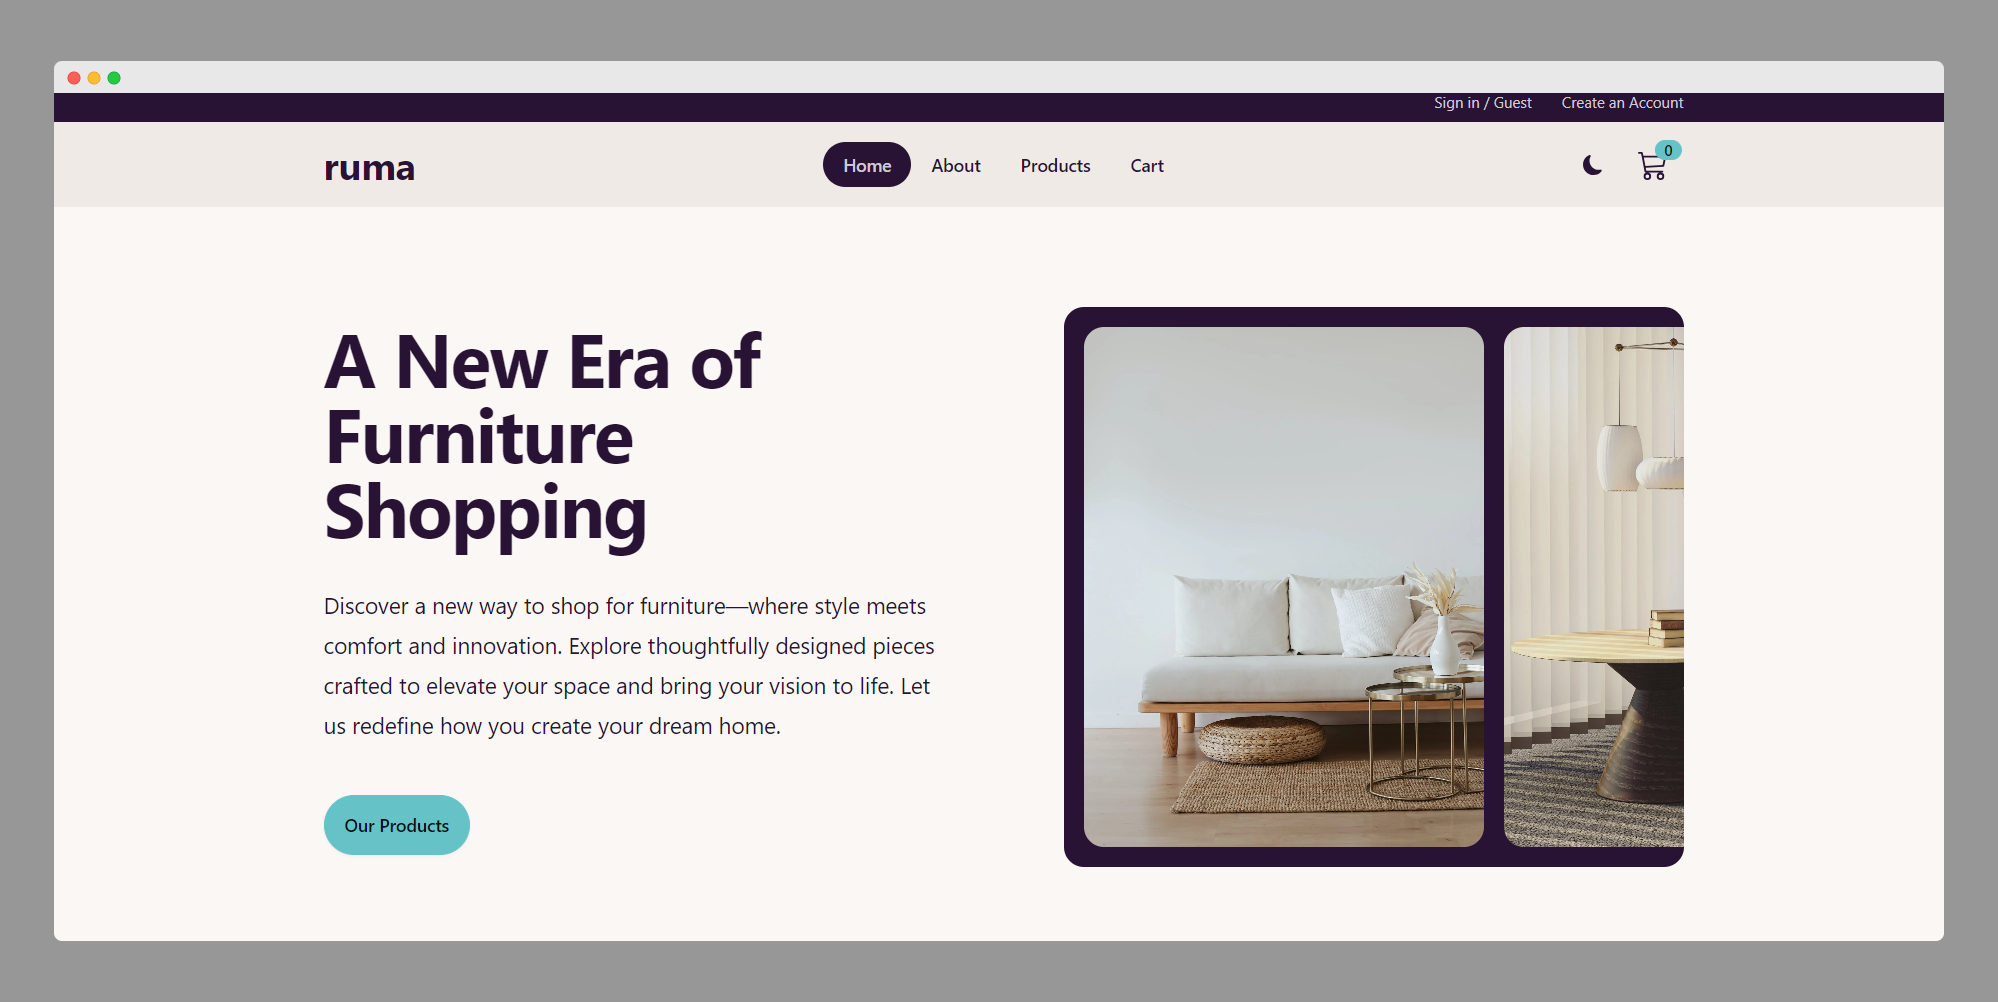 Sign in / Guest Create an Account
ruma Home About Products Cart 0
A New Era of
Furniture
Shopping
Discover a new way to shop for furniture—where style meets
comfort and innovation. Explore thoughtfully designed pieces
crafted to elevate your space and bring your vision to life. Let
us redefine how you create your dream home.
Our Products